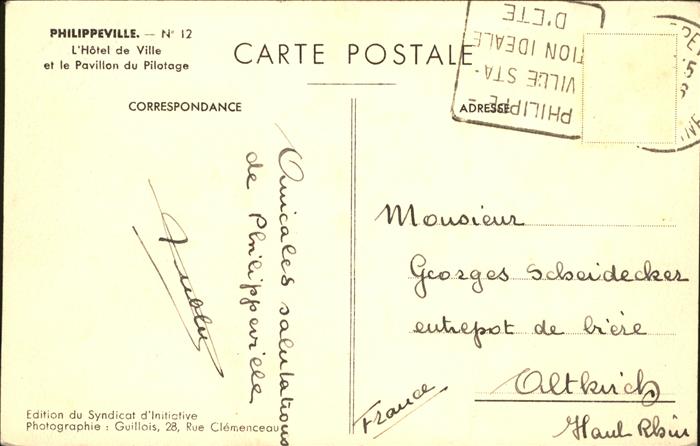 PHILIPPEVILLE. — N° 12
L'Hôtel de Ville
et le Pavillon du Pilotage
CARTE POSTALE
PHILIPPE-
VILLE STA-
TION IDEALE
D'ETE
CORRESPONDANCE
ADRESSE
Amicales salutations
de Philippeville
Monsieur
Georges Scheidecker
entrepot de bière
Altkirch
Haut-Rhin
France
Edition du Syndicat d'Initiative
Photographie : Guillois, 28, Rue Clémenceau